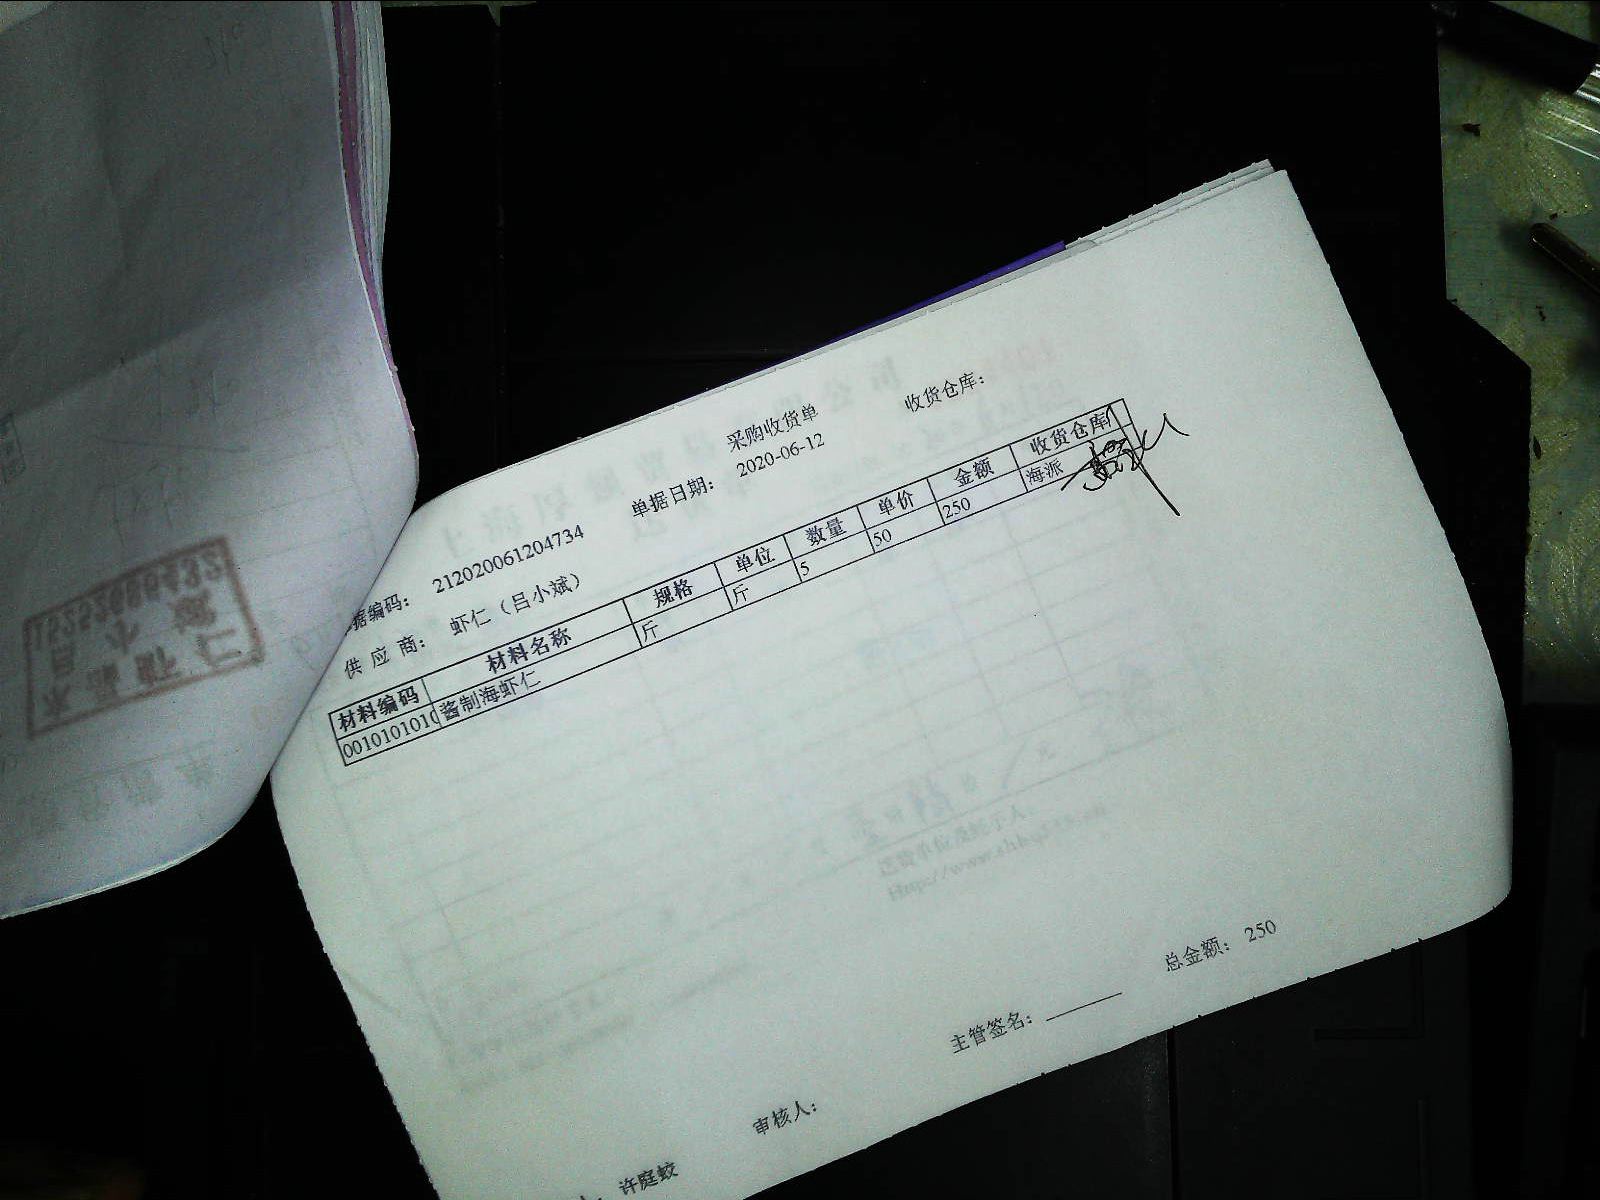 采购收货单
单据日期： 2020-06-12 收货仓库：
据编码： 212020061204734
供 应 商： 虾仁（吕小斌）
材料编码 材料名称 规格 单位 数量 单价 金额 收货仓库
001010101 酱制海虾仁 斤 斤 5 50 250 海派
总金额： 250
主管签名：
审核人：
许庭蛟